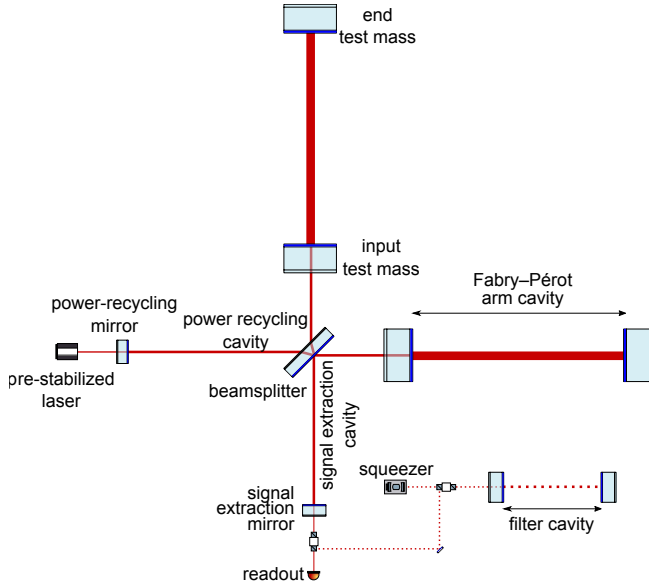 end
test mass
input
test mass
Fabry–Pérot
arm cavity
power-recycling
mirror
power recycling
cavity
pre-stabilized
laser
beamsplitter
signal extraction
cavity
squeezer
signal
extraction
mirror
filter cavity
readout